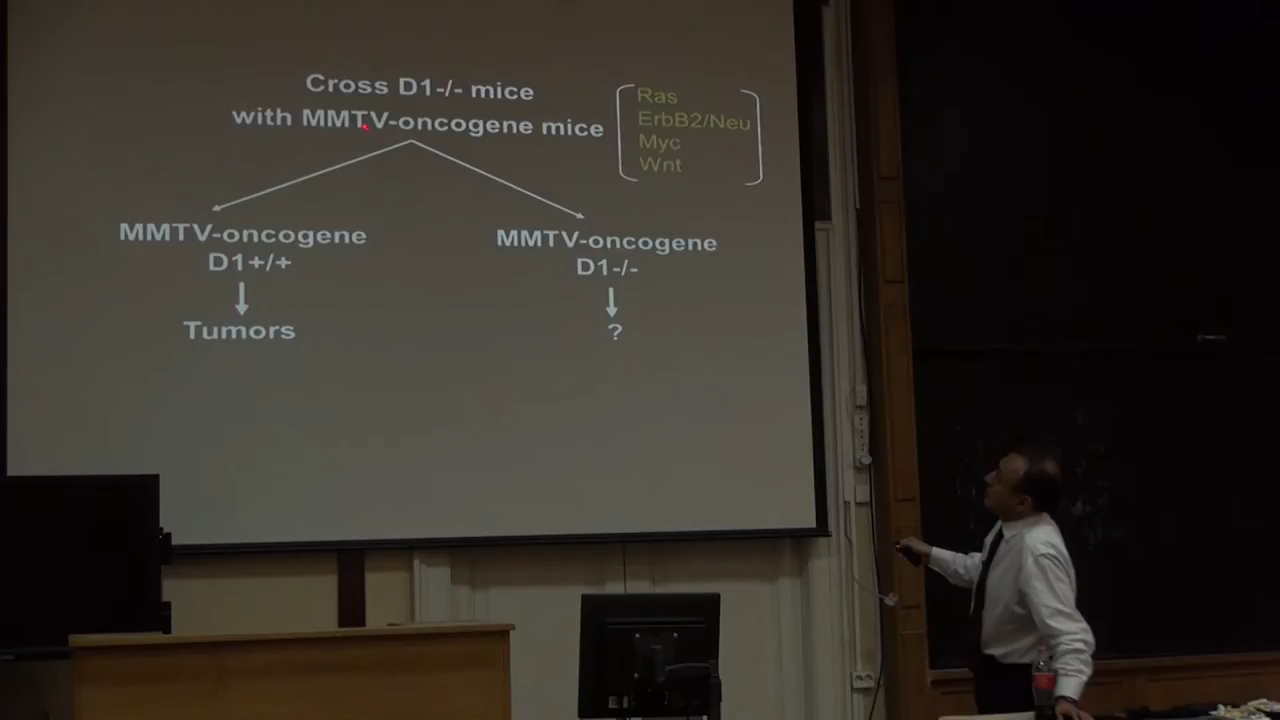 Cross D1-/- mice
with MMTV-oncogene mice
Ras
ErbB2/Neu
Myc
Wnt
MMTV-oncogene
D1+/+
Tumors
MMTV-oncogene
D1-/-
?